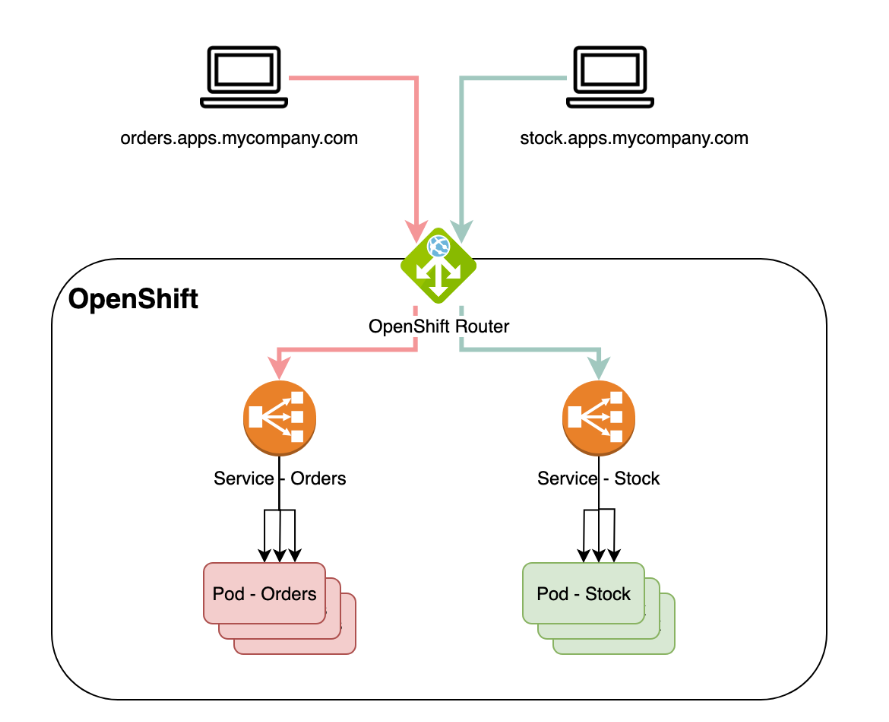 orders.apps.mycompany.com
stock.apps.mycompany.com
OpenShift
OpenShift Router
Service - Orders
Service - Stock
Pod - Orders
Pod - Stock